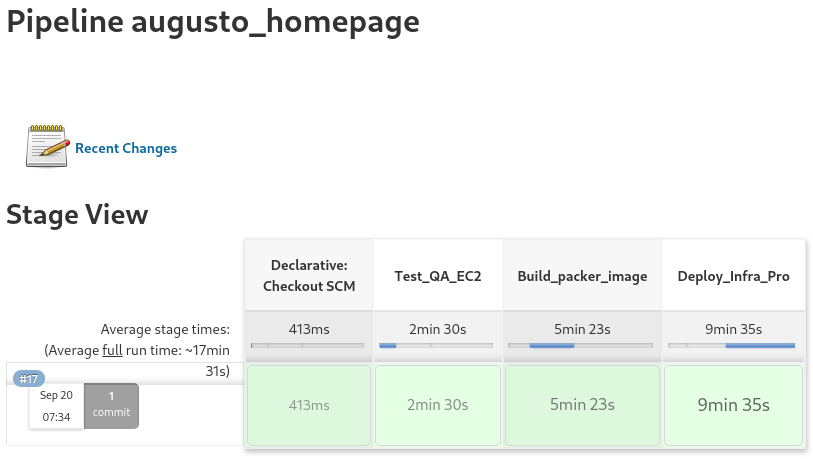 Pipeline augusto_homepage
Recent Changes
Stage View
Declarative:
Checkout SCM
Test_QA_EC2
Build_packer_image
Deploy_Infra_Pro
Average stage times:
(Average full run time: ~17min
31s)
413ms
2min 30s
5min 23s
9min 35s
#17
Sep 20
07:34
1
commit
413ms
2min 30s
5min 23s
9min 35s